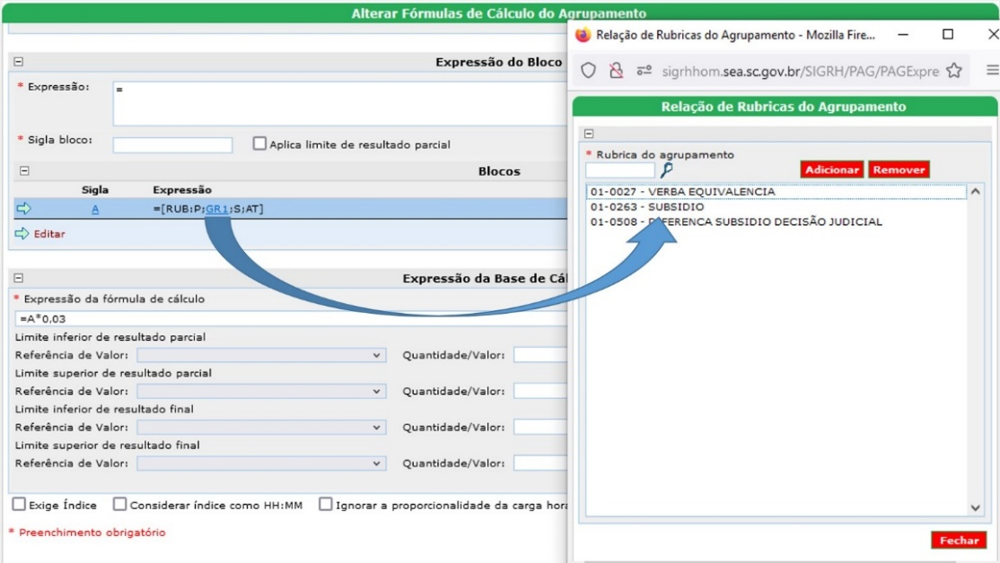 Alterar Fórmulas de Cálculo do Agrupamento
Expressão do Bloco
* Expressão:
=
* Sigla bloco:
Aplica limite de resultado parcial
Blocos
Sigla Expressão
A =[RUB:P;GR1;S;AT]
Editar
Expressão da Base de Cál
* Expressão da fórmula de cálculo
=A*0,03
Limite inferior de resultado parcial
Referência de Valor: Quantidade/Valor:
Limite superior de resultado parcial
Referência de Valor: Quantidade/Valor:
Limite inferior de resultado final
Referência de Valor: Quantidade/Valor:
Limite superior de resultado final
Referência de Valor: Quantidade/Valor:
Exige Índice Considerar índice como HH:MM Ignorar a proporcionalidade da carga hora
* Preenchimento obrigatório
Relação de Rubricas do Agrupamento - Mozilla Fire...
sigrhhom.sea.sc.gov.br/SIGRH/PAG/PAGExpre
Relação de Rubricas do Agrupamento
* Rubrica do agrupamento
Adicionar Remover
01-0027 - VERBA EQUIVALENCIA
01-0263 - SUBSIDIO
01-0508 - DIFERENCA SUBSIDIO DECISÃO JUDICIAL
Fechar